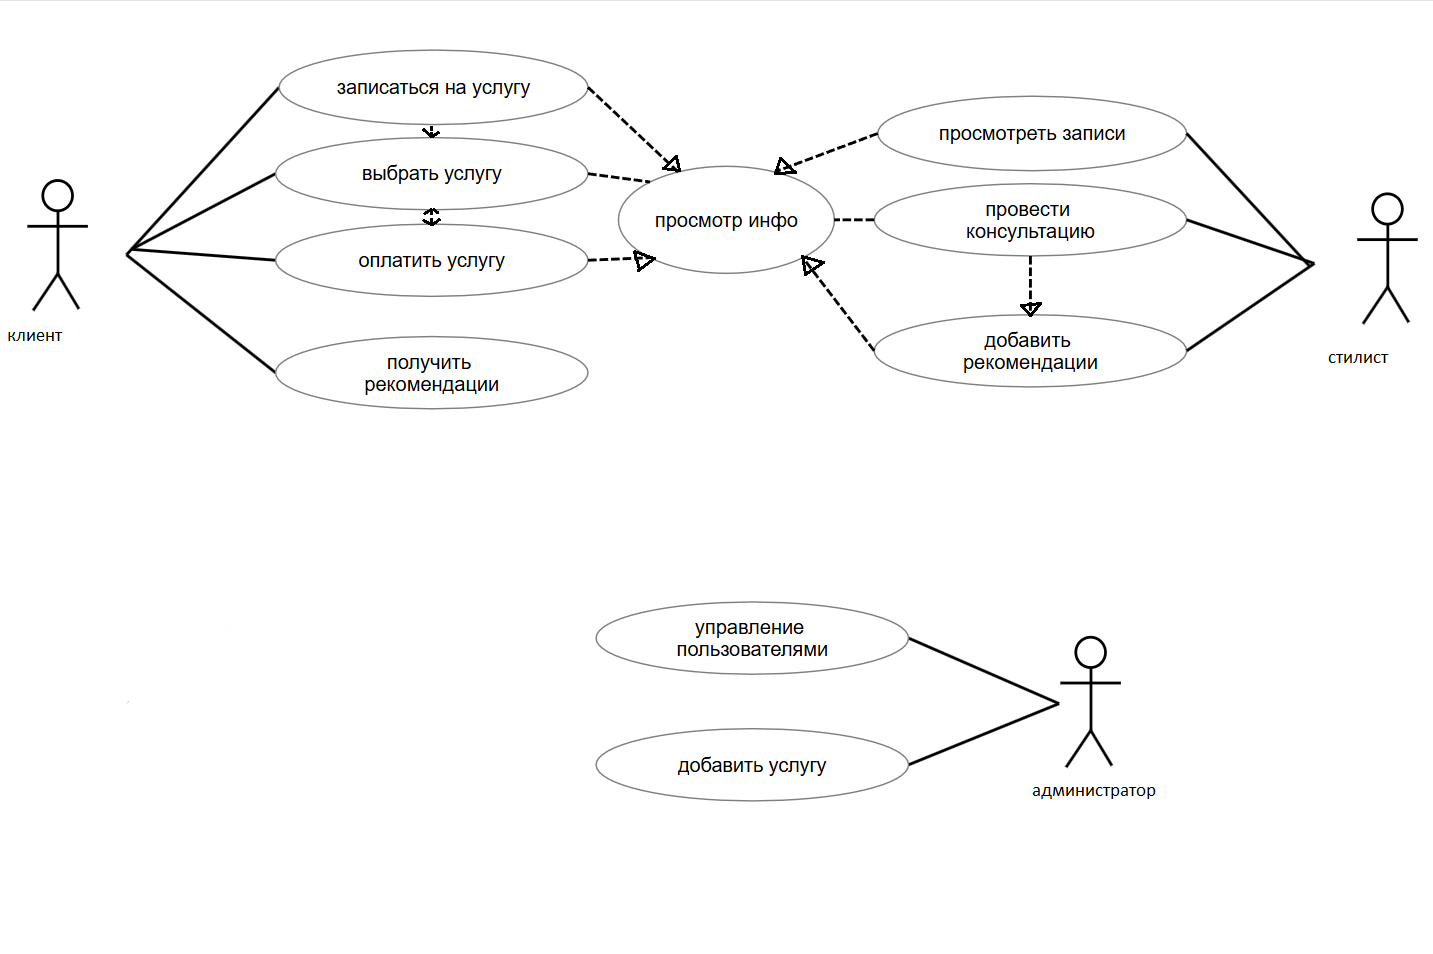 записаться на услугу
выбрать услугу
оплатить услугу
получить
рекомендации
клиент
просмотр инфо
просмотреть записи
провести
консультацию
добавить
рекомендации
стилист
управление
пользователями
добавить услугу
администратор